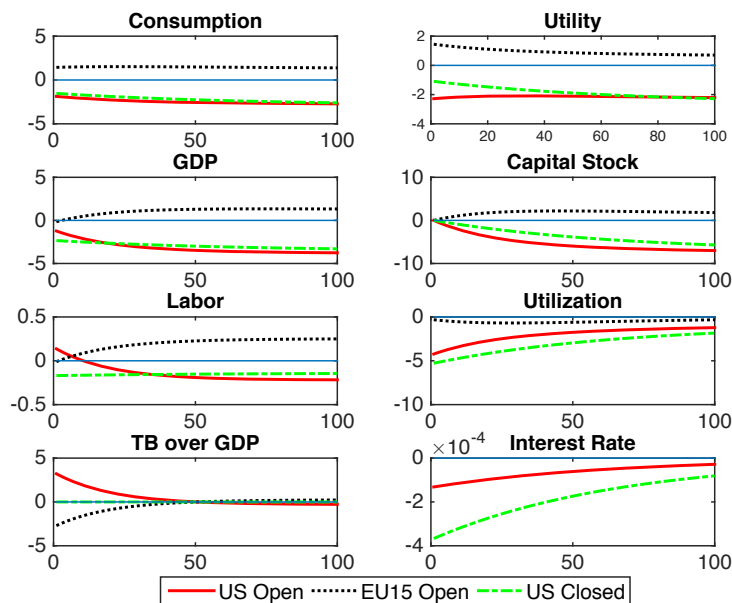 Consumption
5
0
-5
0 50 100
Utility
2
0
-2
-4
0 20 40 60 80 100
GDP
5
0
-5
0 50 100
Capital Stock
10
0
-10
0 50 100
Labor
0.5
0
-0.5
0 50 100
Utilization
0
-5
-10
0 50 100
TB over GDP
5
0
-5
0 50 100
×10⁻⁴ Interest Rate
0
-2
-4
0 50 100
US Open EU15 Open US Closed